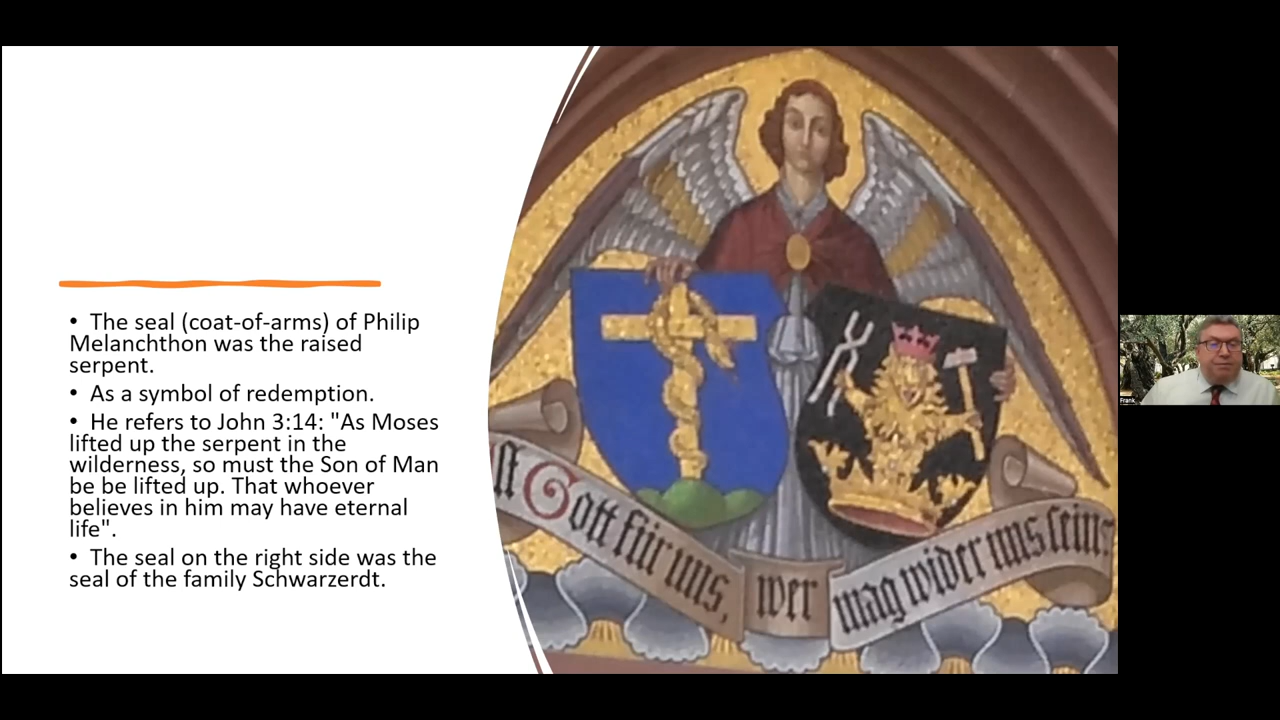 • The seal (coat-of-arms) of Philip
Melanchthon was the raised
serpent.
• As a symbol of redemption.
• He refers to John 3:14: "As Moses
lifted up the serpent in the
wilderness, so must the Son of Man
be be lifted up. That whoever
believes in him may have eternal
life".
• The seal on the right side was the
seal of the family Schwarzerdt.
Gott für uns, wer mag wider uns sein?
Frank